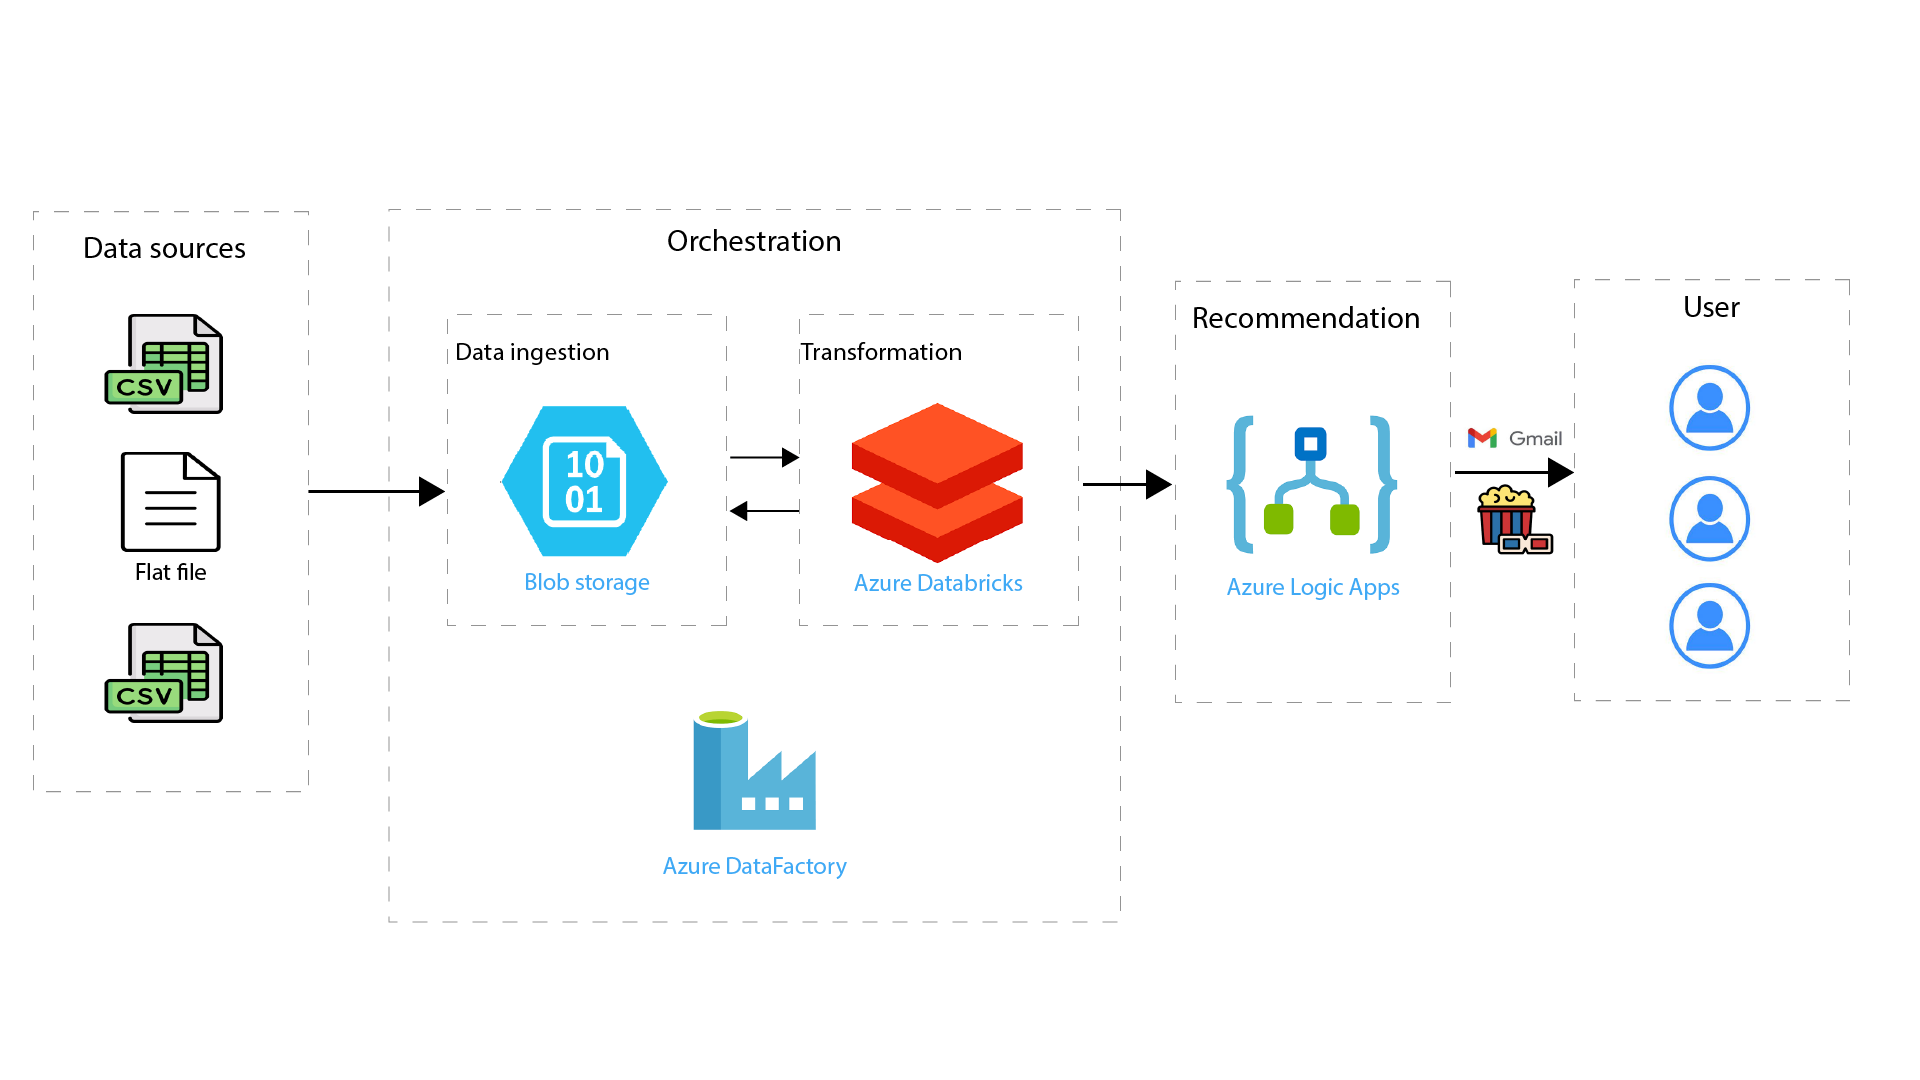 Data sources
CSV
Flat file
CSV
Orchestration
Data ingestion
10
01
Blob storage
Transformation
Azure Databricks
Azure DataFactory
Recommendation
Azure Logic Apps
Gmail
User